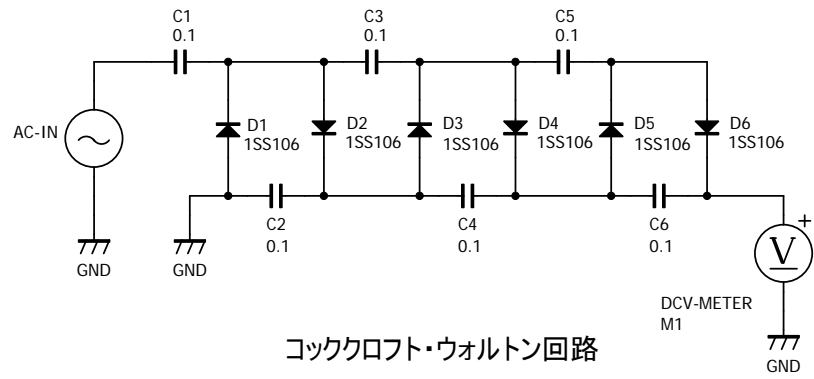 C1
0.1
C3
0.1
C5
0.1
AC-IN
D1
1SS106
D2
1SS106
D3
1SS106
D4
1SS106
D5
1SS106
D6
1SS106
C2
0.1
C4
0.1
C6
0.1
GND
GND
+
V
DCV-METER
M1
GND
コッククロフト・ウォルトン回路